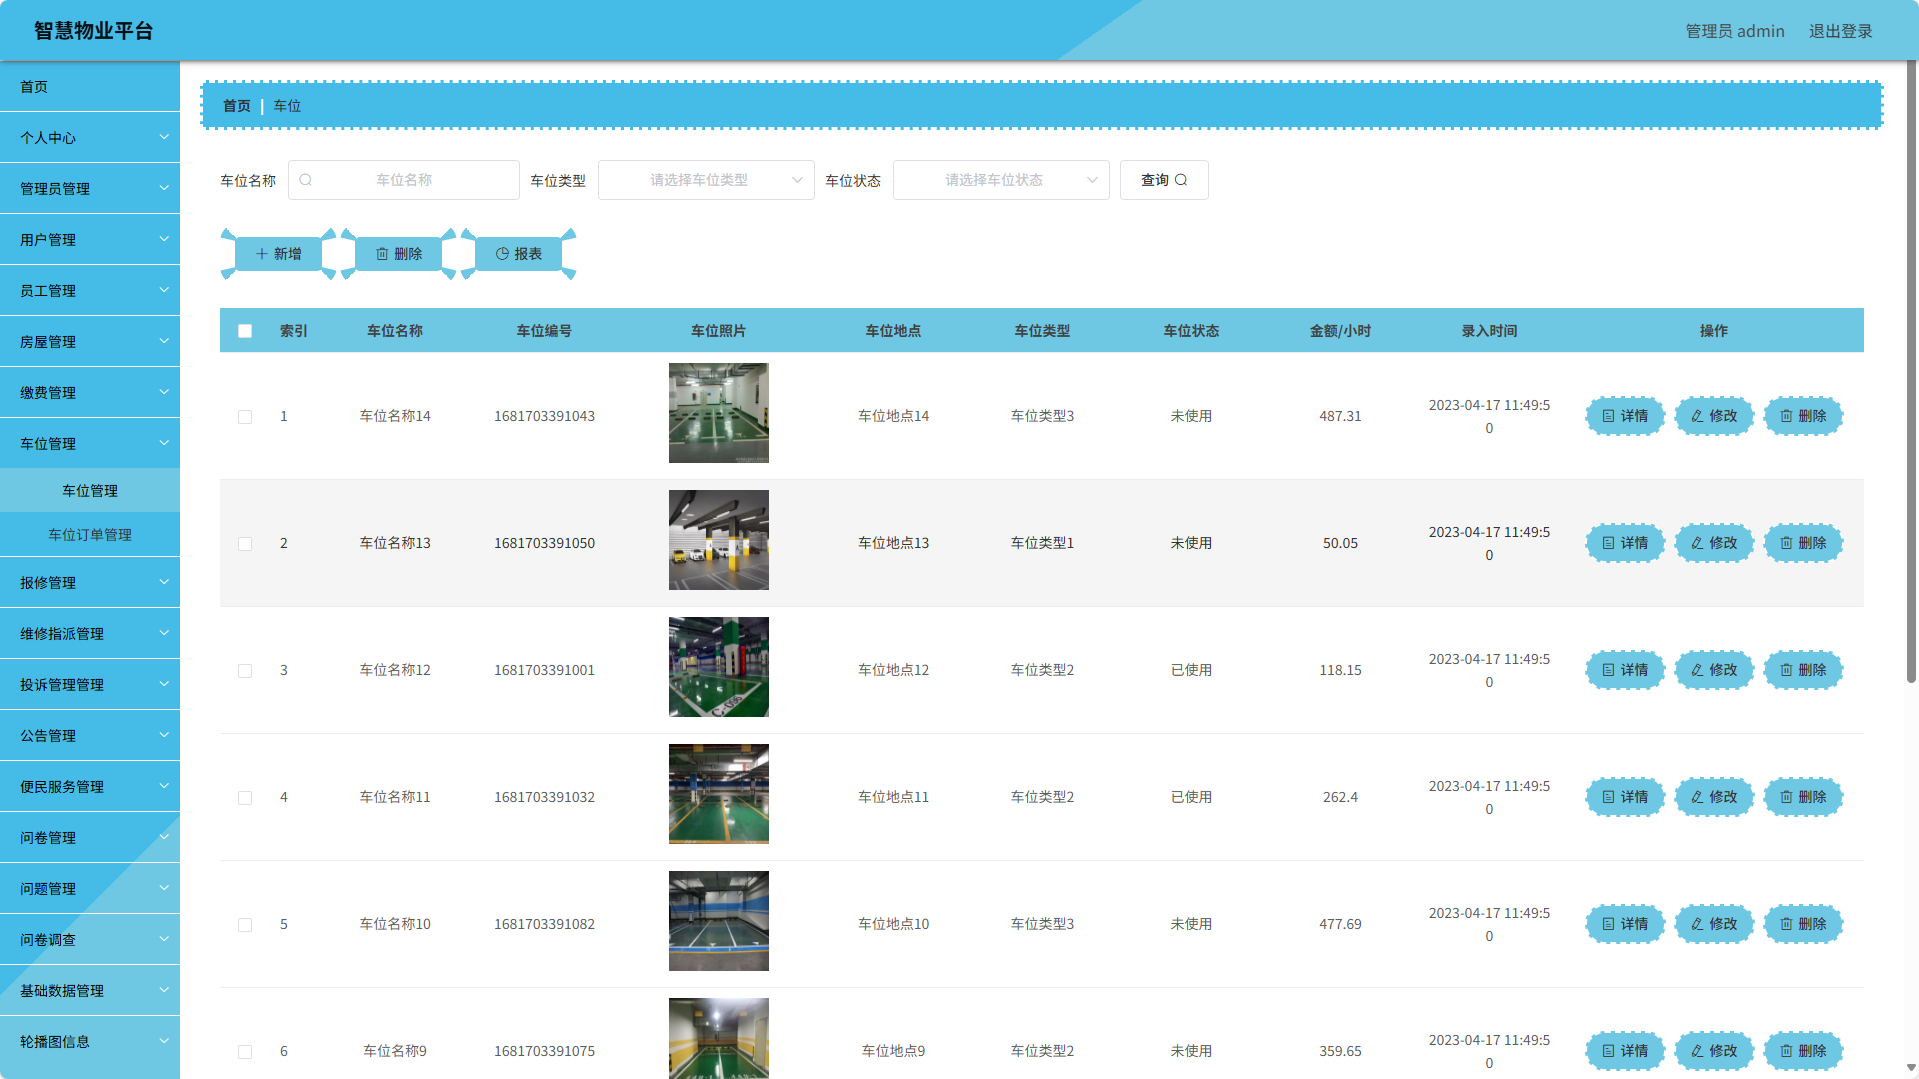 智慧物业平台
管理员 admin 退出登录
首页
个人中心
管理员管理
用户管理
员工管理
房屋管理
缴费管理
车位管理
车位管理
车位订单管理
报修管理
维修指派管理
投诉管理管理
公告管理
便民服务管理
问卷管理
问题管理
问卷调查
基础数据管理
轮播图信息
首页 | 车位
车位名称 车位名称 车位类型 请选择车位类型 车位状态 请选择车位状态 查询
新增 删除 报表
索引 车位名称 车位编号 车位照片 车位地点 车位类型 车位状态 金额/小时 录入时间 操作
1 车位名称14 1681703391043 车位地点14 车位类型3 未使用 487.31 2023-04-17 11:49:5
0 详情 修改 删除
2 车位名称13 1681703391050 车位地点13 车位类型1 未使用 50.05 2023-04-17 11:49:5
0 详情 修改 删除
3 车位名称12 1681703391001 车位地点12 车位类型2 已使用 118.15 2023-04-17 11:49:5
0 详情 修改 删除
C-096
4 车位名称11 1681703391032 车位地点11 车位类型2 已使用 262.4 2023-04-17 11:49:5
0 详情 修改 删除
5 车位名称10 1681703391082 车位地点10 车位类型3 未使用 477.69 2023-04-17 11:49:5
0 详情 修改 删除
6 车位名称9 1681703391075 车位地点9 车位类型2 未使用 359.65 2023-04-17 11:49:5
0 详情 修改 删除